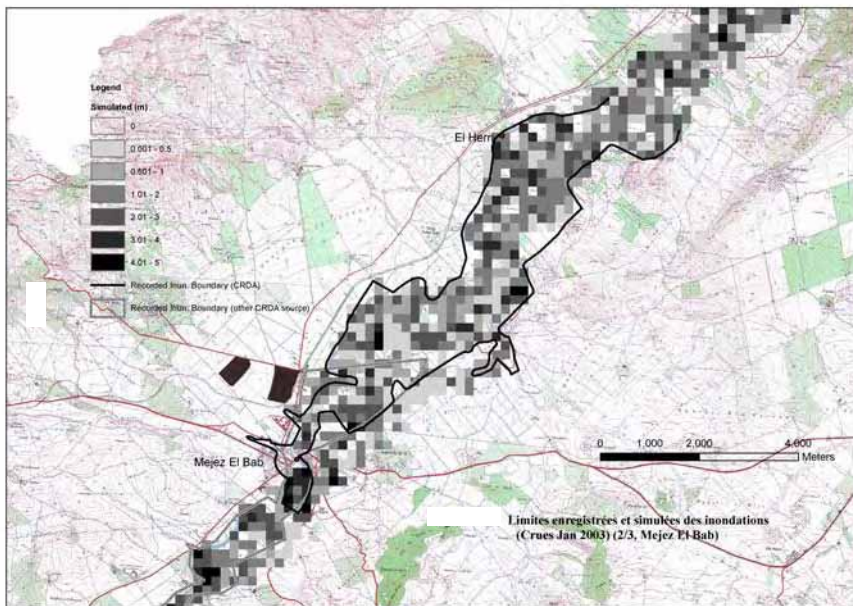 Legend
Simulated (m)
0
0.001 - 0.5
0.501 - 1
1.01 - 2
2.01 - 3
3.01 - 4
4.01 - 5
Recorded Inun. Boundary (CRDA)
Recorded Inun. Boundary (other CRDA source)
El Herri
Mejez El Bab
0 1,000 2,000 4,000
Meters
Limites enregistrées et simulées des inondations
(Crues Jan 2003) (2/3, Mejez El Bab)